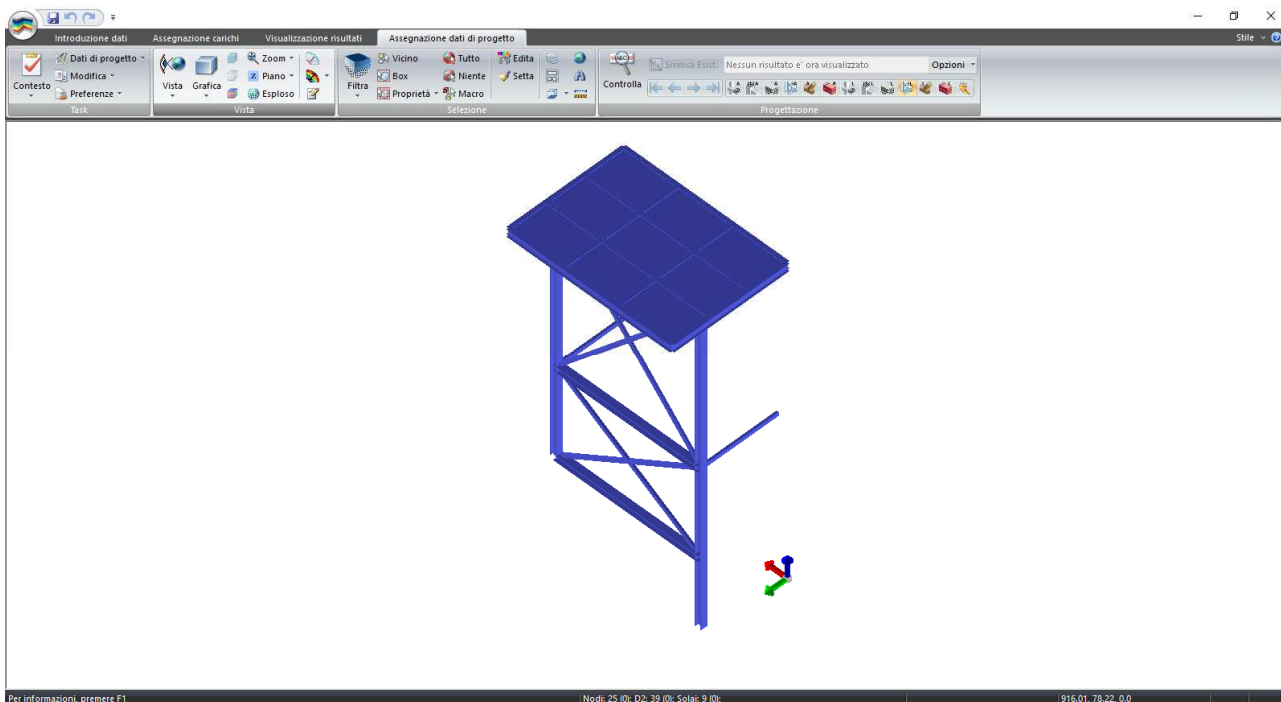 Introduzione dati Assegnazione carichi Visualizzazione risultati Assegnazione dati di progetto Stile
Dati di progetto Zoom Vicino Tutto Edita Sismica Esist. Nessun risultato e' ora visualizzato Opzioni
Contesto Modifica Vista Grafica Piano Filtra Box Niente Setta Controlla
Preferenze Esploso Proprietà Macro
Task Vista Selezione Progettazione
Per informazioni, premere F1 Nodi: 25 (0); D2: 39 (0); Solai: 9 (0); 916.01, 78.22, 0.0